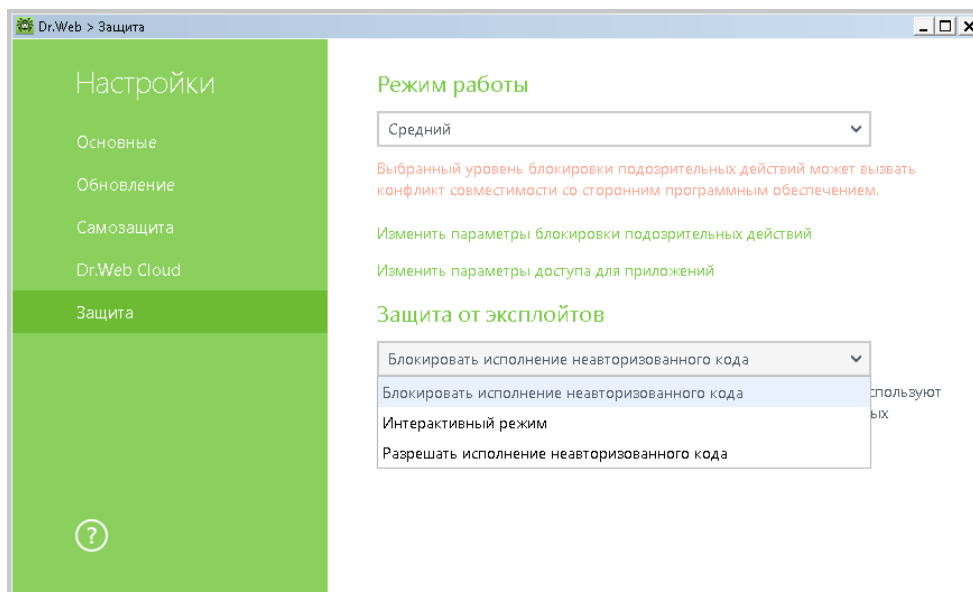 Dr.Web > Защита
Настройки
Основные
Обновление
Самозащита
Dr.Web Cloud
Защита
?
Режим работы
Средний
Выбранный уровень блокировки подозрительных действий может вызвать
конфликт совместимости со сторонним программным обеспечением.
Изменить параметры блокировки подозрительных действий
Изменить параметры доступа для приложений
Защита от эксплойтов
Блокировать исполнение неавторизованного кода
Блокировать исполнение неавторизованного кода
Интерактивный режим
Разрешать исполнение неавторизованного кода